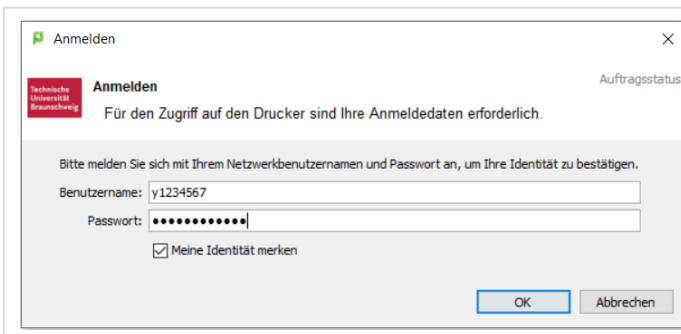 Anmelden
Auftragsstatus
Technische
Universität
Braunschweig
Anmelden
Für den Zugriff auf den Drucker sind Ihre Anmeldedaten erforderlich.
Bitte melden Sie sich mit Ihrem Netzwerkbenutzernamen und Passwort an, um Ihre Identität zu bestätigen.
Benutzername: y1234567
Passwort: ••••••••••••
Meine Identität merken
OK Abbrechen